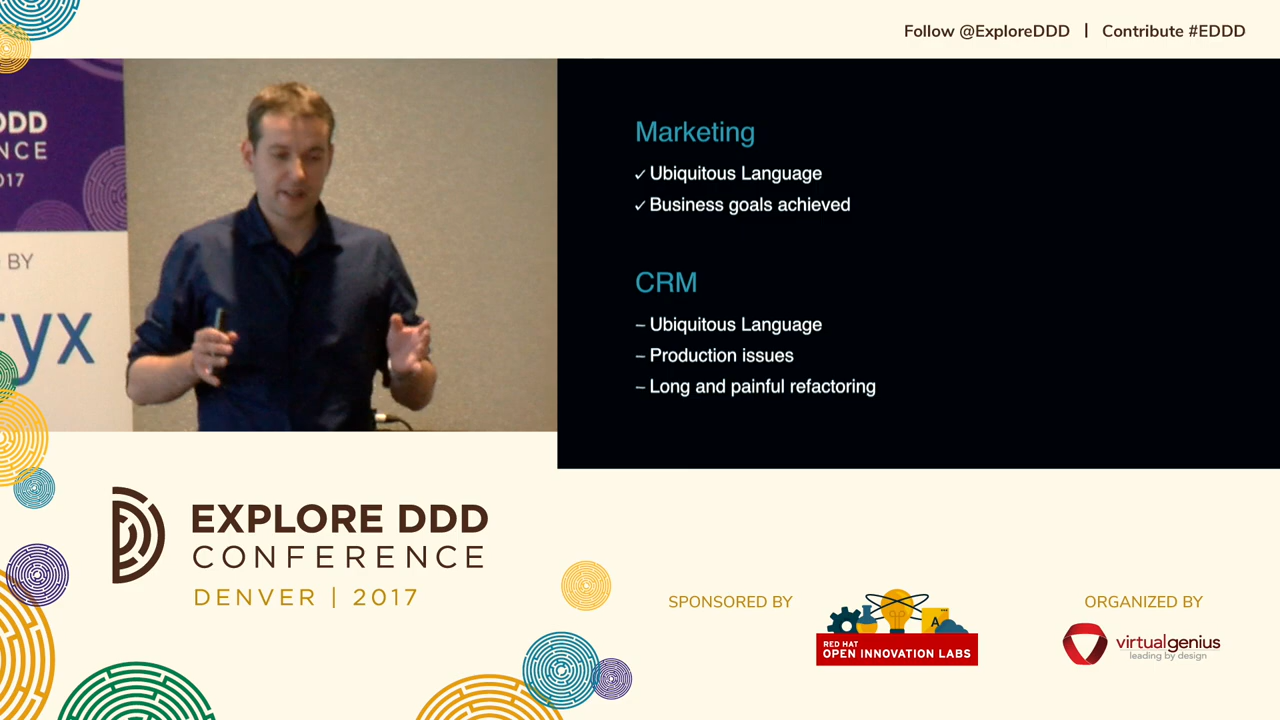 Follow @ExploreDDD | Contribute #EDDD
DDD
NCE
017
BY
ryx
Marketing
✓ Ubiquitous Language
✓ Business goals achieved
CRM
– Ubiquitous Language
– Production issues
– Long and painful refactoring
EXPLORE DDD
CONFERENCE
DENVER | 2017
SPONSORED BY
A
RED HAT
OPEN INNOVATION LABS
ORGANIZED BY
virtualgenius
leading by design